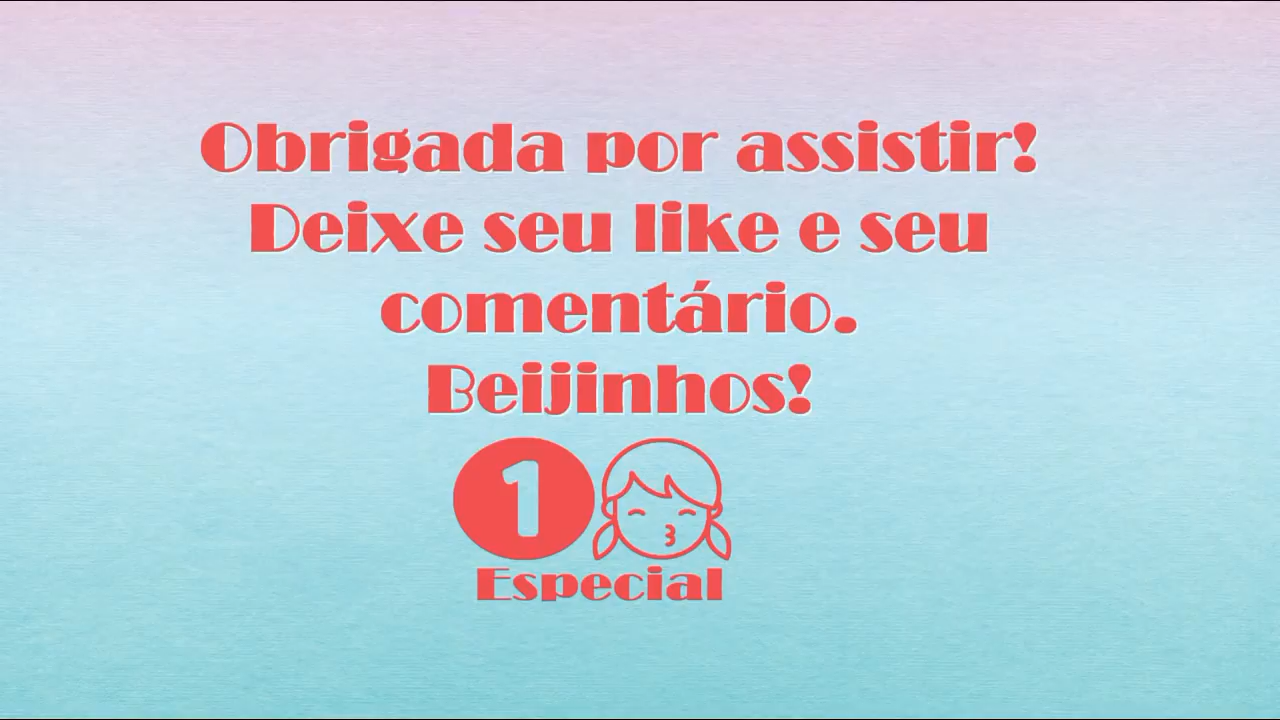 Obrigada por assistir!
Deixe seu like e seu
comentário.
Beijinhos!
1
Especial